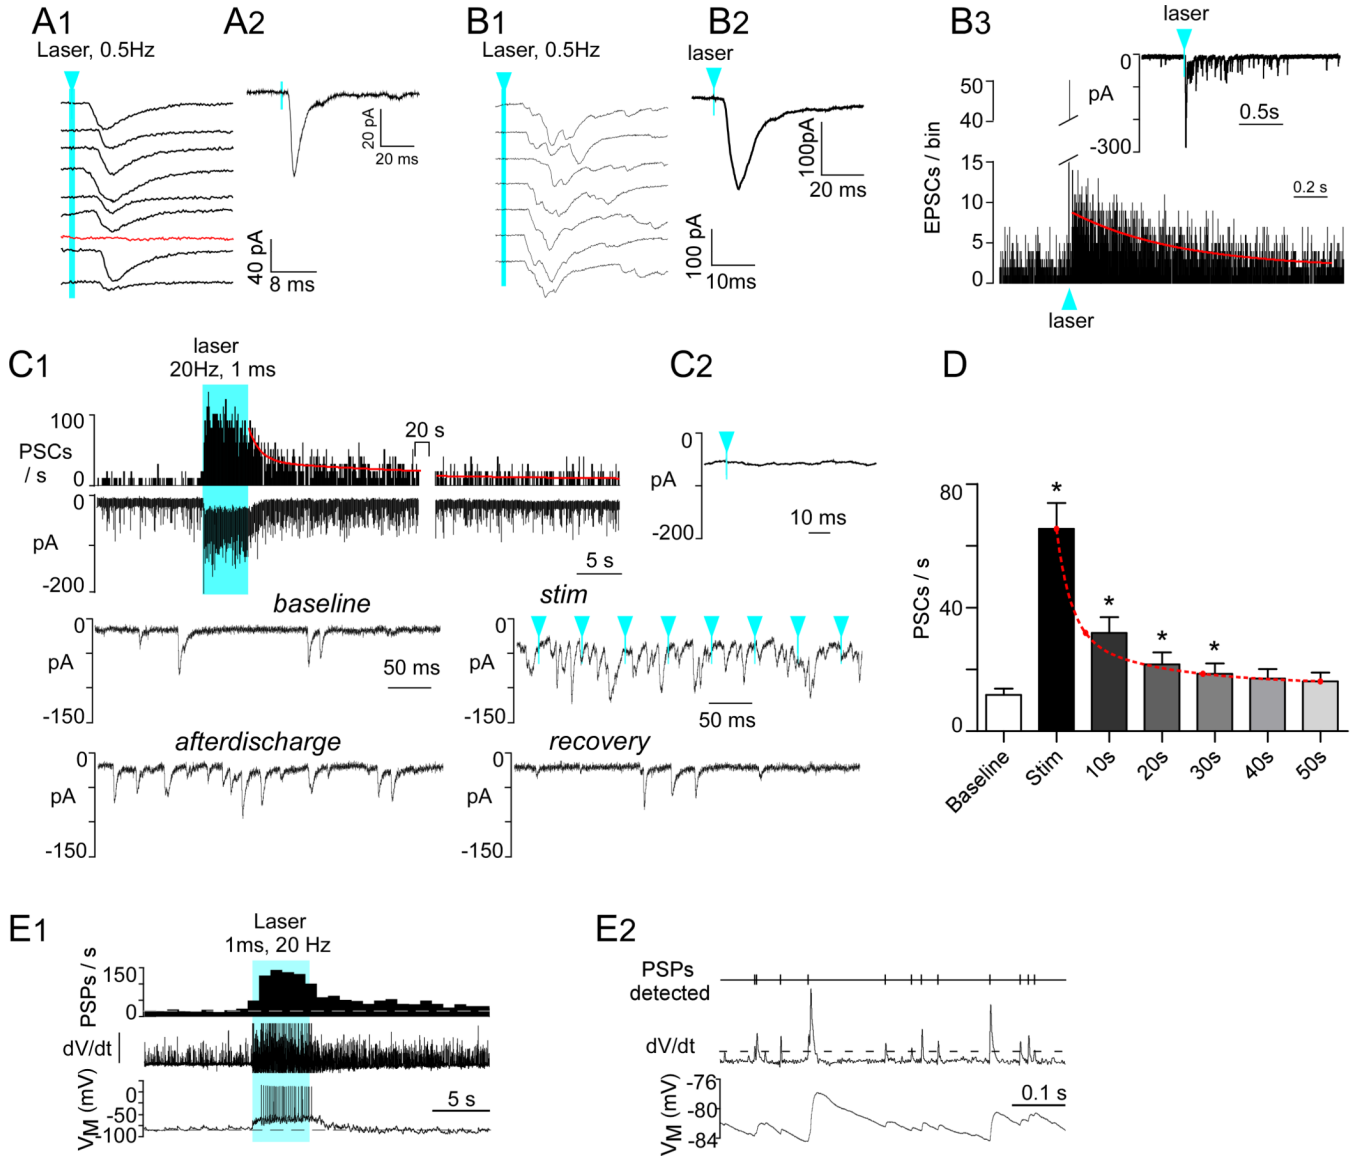 A1
Laser, 0.5Hz
A2
20 pA
20 ms
40 pA
8 ms
B1
Laser, 0.5Hz
B2
laser
100pA
20 ms
100 pA
10ms
B3
laser
0
pA
-300
0.5s
50
40
15
10
5
0
EPSCs / bin
0.2 s
laser
C1
laser
20Hz, 1 ms
100
PSCs
/ s
0
20 s
0
pA
-200
5 s
baseline
0
pA
-150
50 ms
stim
0
pA
-150
50 ms
afterdischarge
0
pA
-150
recovery
0
pA
-150
C2
0
pA
-200
10 ms
D
80
40
0
PSCs / s
*
*
*
*
Baseline
Stim
10s
20s
30s
40s
50s
E1
Laser
1ms, 20 Hz
PSPs / s
150
0
dV/dt
VM (mV)
0
-50
-100
5 s
E2
PSPs
detected
dV/dt
VM (mV)
-76
-80
-84
0.1 s